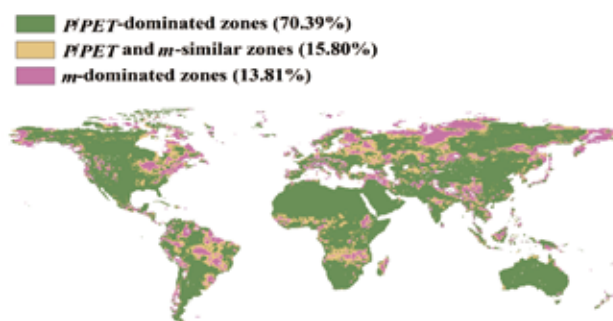 P/PET-dominated zones (70.39%)
P/PET and m-similar zones (15.80%)
m-dominated zones (13.81%)